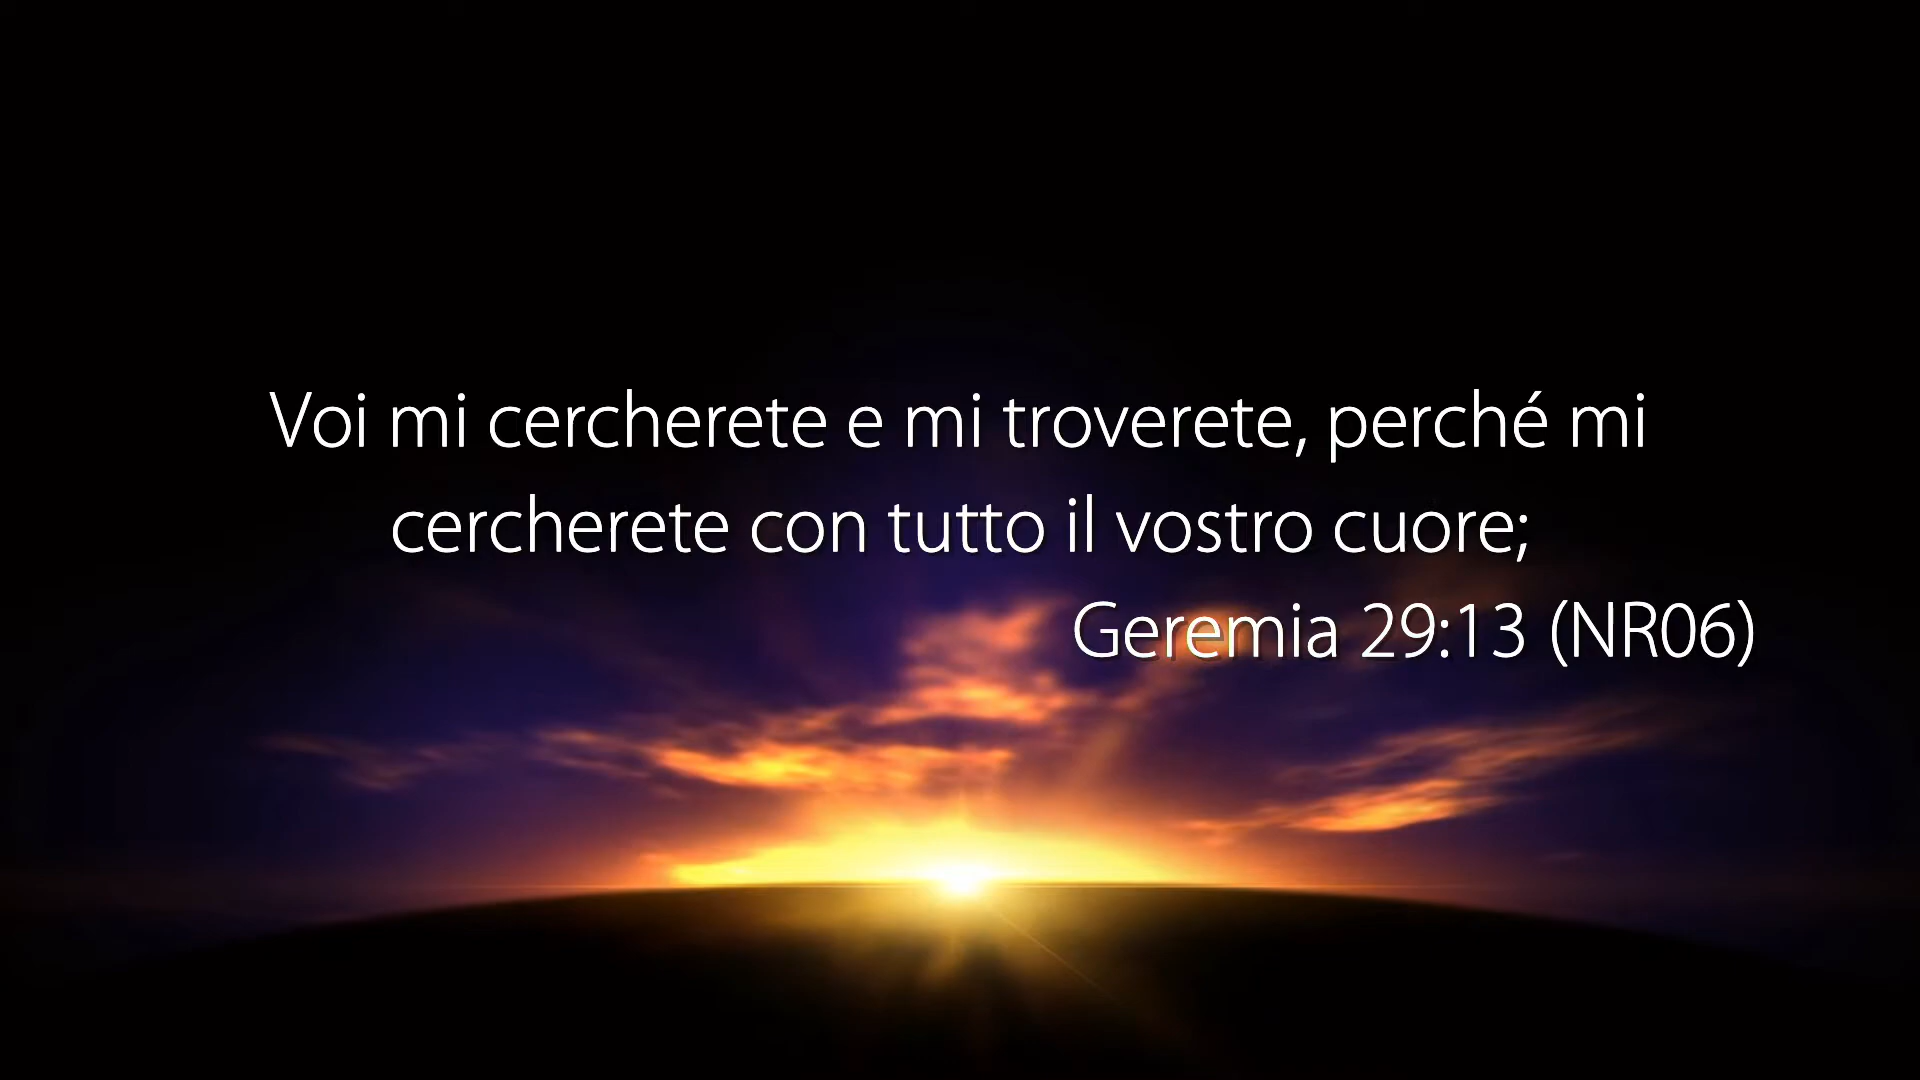 Voi mi cercherete e mi troverete, perché mi
cercherete con tutto il vostro cuore;
Geremia 29:13 (NR06)